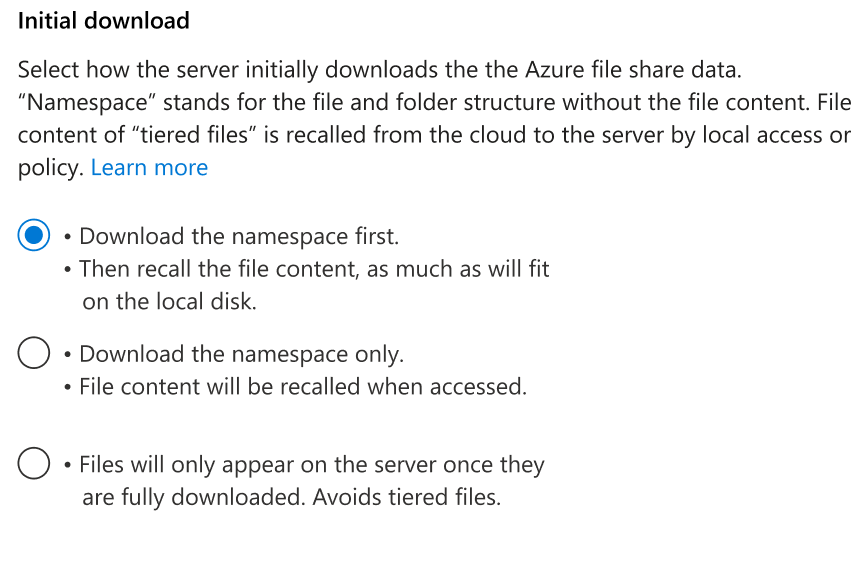 Initial download
Select how the server initially downloads the the Azure file share data.
“Namespace” stands for the file and folder structure without the file content. File
content of “tiered files” is recalled from the cloud to the server by local access or
policy. Learn more
• Download the namespace first.
• Then recall the file content, as much as will fit
on the local disk.
• Download the namespace only.
• File content will be recalled when accessed.
• Files will only appear on the server once they
are fully downloaded. Avoids tiered files.